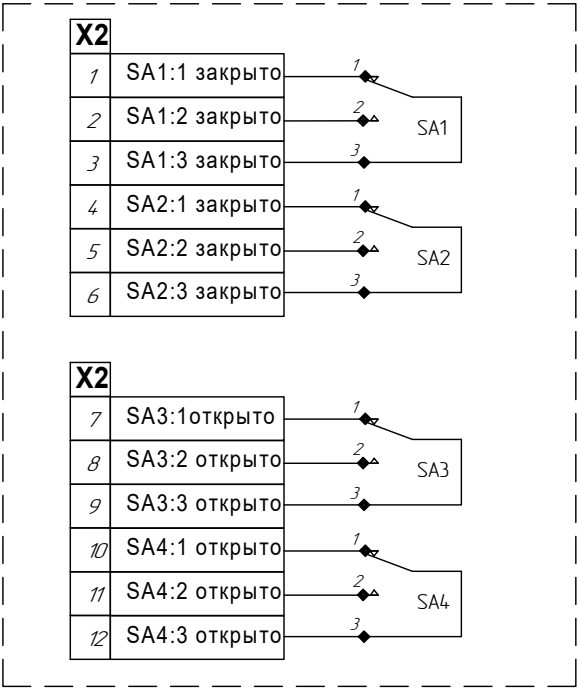 X2
1 SA1:1 закрыто 1
2 SA1:2 закрыто 2 SA1
3 SA1:3 закрыто 3
4 SA2:1 закрыто 1
5 SA2:2 закрыто 2 SA2
6 SA2:3 закрыто 3
X2
7 SA3:1открыто 1
8 SA3:2 открыто 2 SA3
9 SA3:3 открыто 3
10 SA4:1 открыто 1
11 SA4:2 открыто 2 SA4
12 SA4:3 открыто 3